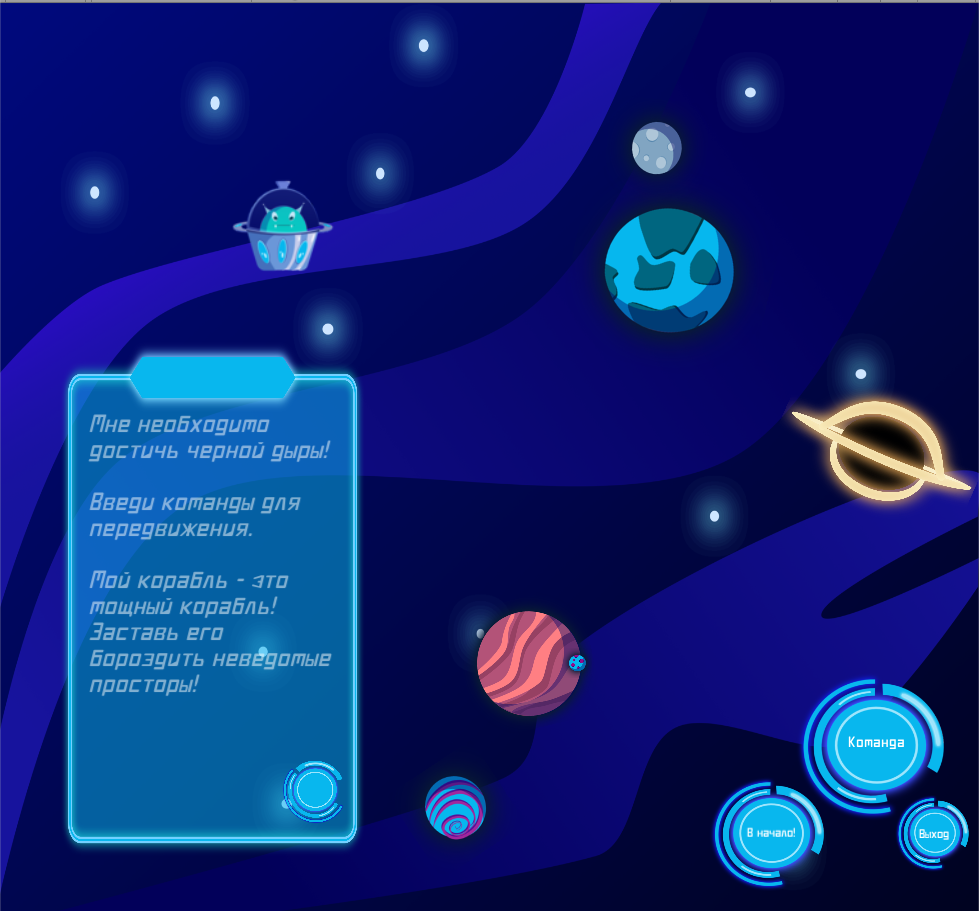 Мне необходимо
достичь черной дыры!
Введи команды для
передвижения.
Мой корабль - это
мощный корабль!
Заставь его
бороздить неведомые
просторы!
Команда
В начало!
Выход